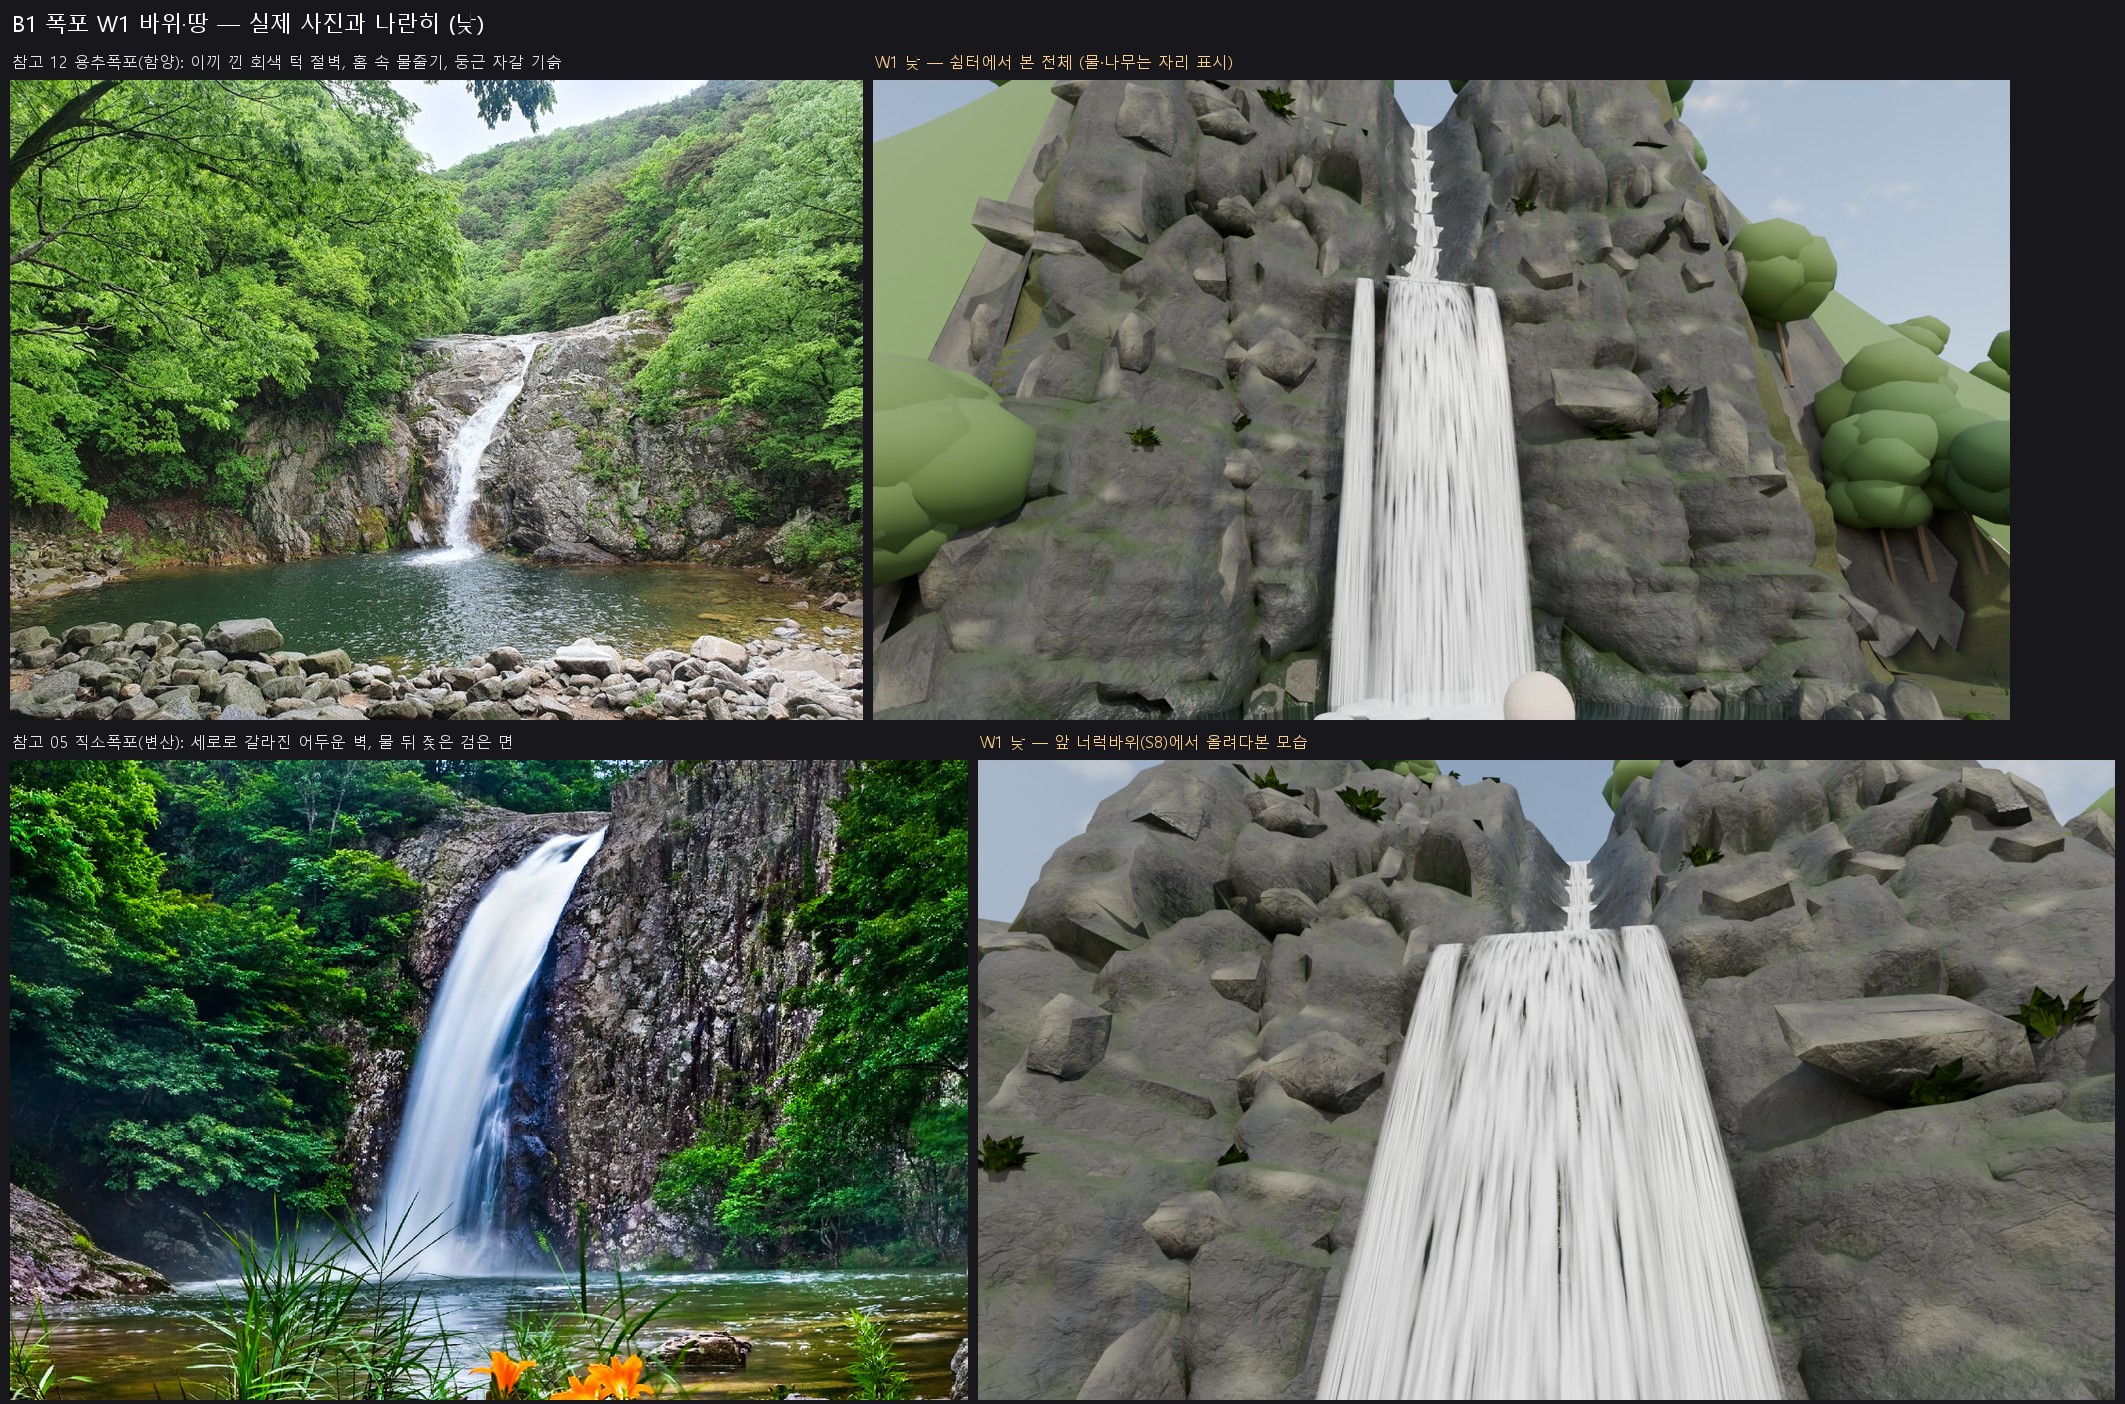 B1 폭포 W1 바위·땅 — 실제 사진과 나란히 (낮)
참고 12 용추폭포(함양): 이끼 낀 회색 턱 절벽, 홈 속 물줄기, 둥근 자갈 기슭
W1 낮 — 쉼터에서 본 전체 (물·나무는 자리 표시)
참고 05 직소폭포(변산): 세로로 갈라진 어두운 벽, 물 뒤 젖은 검은 면
W1 낮 — 앞 너럭바위(S8)에서 올려다본 모습